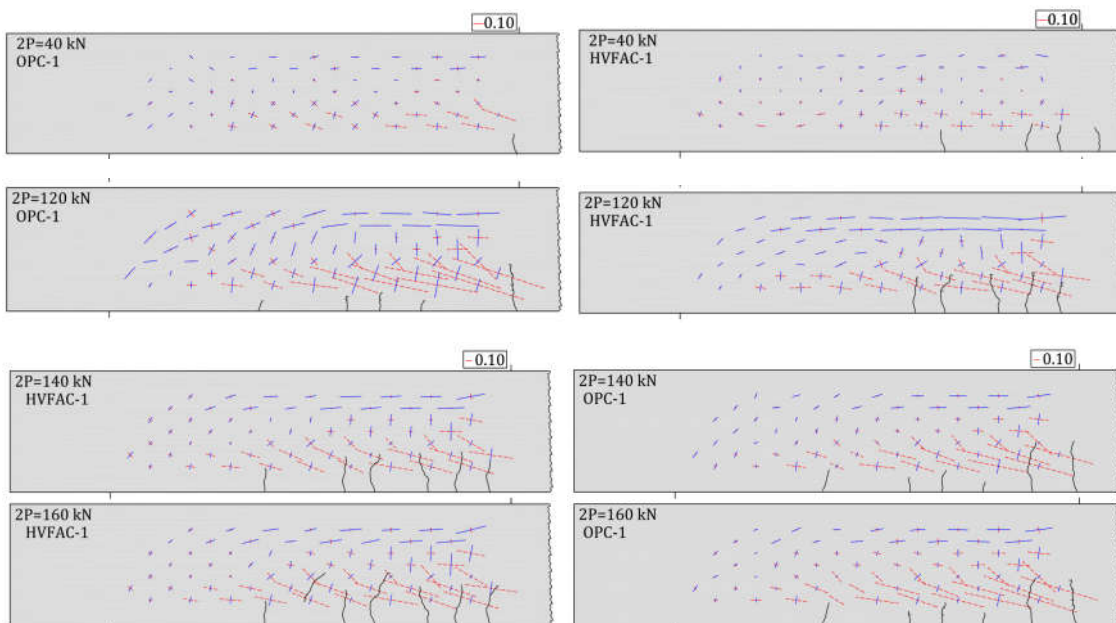 0.10
2P=40 kN
OPC-1
0.10
2P=40 kN
HVFAC-1
2P=120 kN
OPC-1
2P=120 kN
HVFAC-1
0.10
2P=140 kN
HVFAC-1
0.10
2P=140 kN
OPC-1
2P=160 kN
HVFAC-1
2P=160 kN
OPC-1